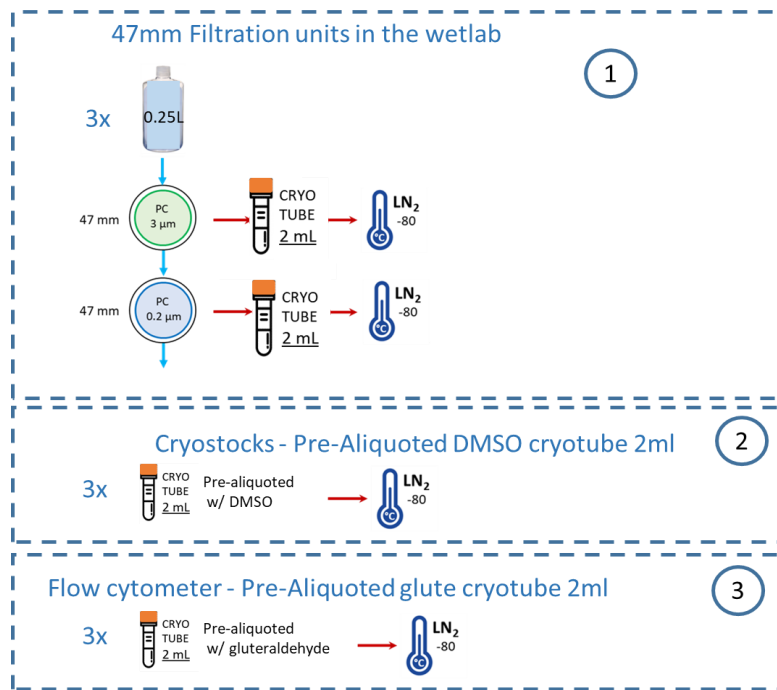 47mm Filtration units in the wetlab
1
3x
0.25L
47 mm
PC
3 µm
CRYO
TUBE
2 mL
LN2
-80
°C
47 mm
PC
0.2 µm
CRYO
TUBE
2 mL
LN2
-80
°C
Cryostocks - Pre-Aliquoted DMSO cryotube 2ml
2
3x
CRYO
TUBE
2 mL
Pre-aliquoted
w/ DMSO
LN2
-80
°C
Flow cytometer - Pre-Aliquoted glute cryotube 2ml
3
3x
CRYO
TUBE
2 mL
Pre-aliquoted
w/ gluteraldehyde
LN2
-80
°C